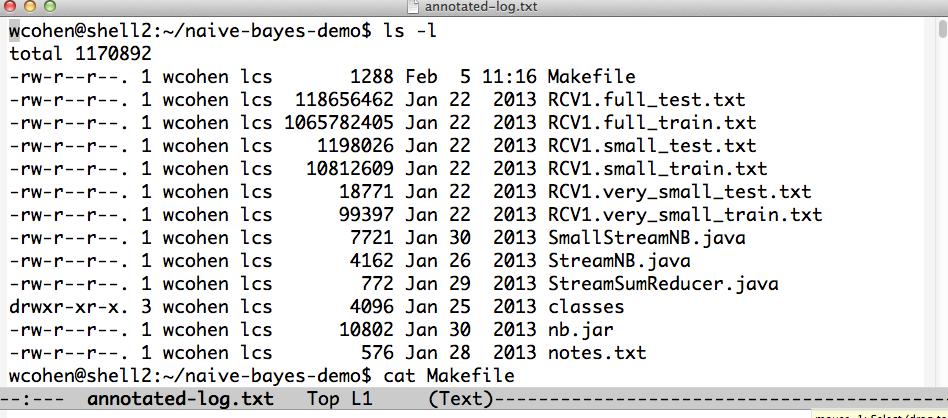 annotated-log.txt
wcohen@shell2:~/naive-bayes-demo$ ls -l
total 1170892
-rw-r--r--. 1 wcohen lcs       1288 Feb  5 11:16 Makefile
-rw-r--r--. 1 wcohen lcs  118656462 Jan 22  2013 RCV1.full_test.txt
-rw-r--r--. 1 wcohen lcs 1065782405 Jan 22  2013 RCV1.full_train.txt
-rw-r--r--. 1 wcohen lcs    1198026 Jan 22  2013 RCV1.small_test.txt
-rw-r--r--. 1 wcohen lcs   10812609 Jan 22  2013 RCV1.small_train.txt
-rw-r--r--. 1 wcohen lcs      18771 Jan 22  2013 RCV1.very_small_test.txt
-rw-r--r--. 1 wcohen lcs      99397 Jan 22  2013 RCV1.very_small_train.txt
-rw-r--r--. 1 wcohen lcs       7721 Jan 30  2013 SmallStreamNB.java
-rw-r--r--. 1 wcohen lcs       4162 Jan 26  2013 StreamNB.java
-rw-r--r--. 1 wcohen lcs        772 Jan 29  2013 StreamSumReducer.java
drwxr-xr-x. 3 wcohen lcs       4096 Jan 25  2013 classes
-rw-r--r--. 1 wcohen lcs      10802 Jan 30  2013 nb.jar
-rw-r--r--. 1 wcohen lcs        576 Jan 28  2013 notes.txt
wcohen@shell2:~/naive-bayes-demo$ cat Makefile
--:---  annotated-log.txt   Top L1     (Text)----------------------------------------